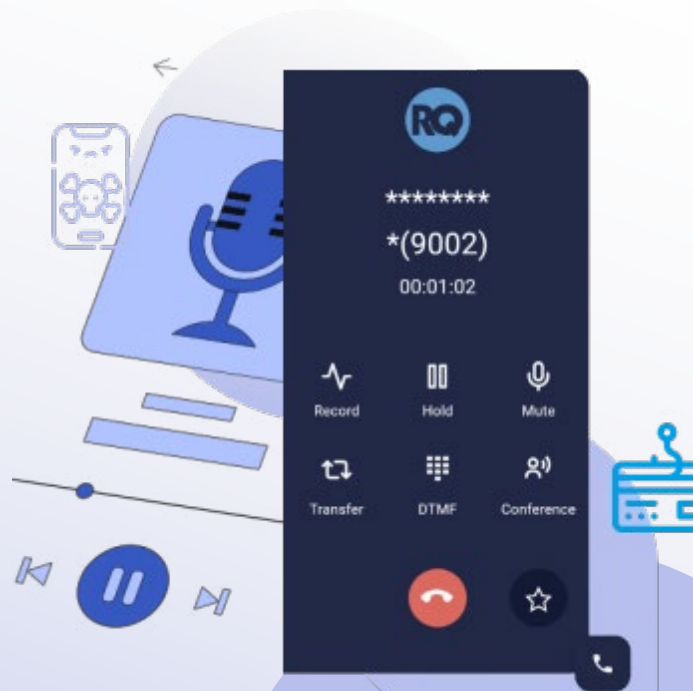 RQ
********
*(9002)
00:01:02
Record Hold Mute
Transfer DTMF Conference